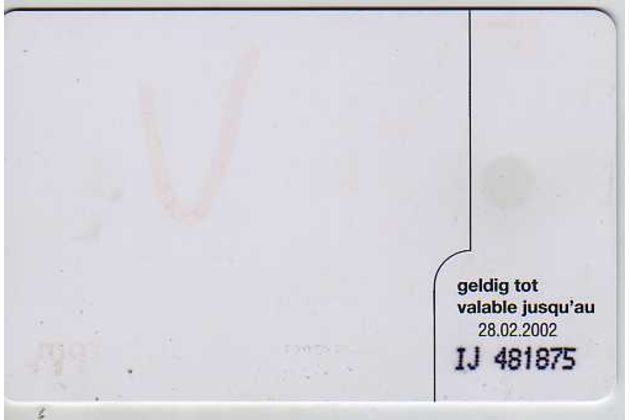 geldig tot
valable jusqu'au
28.02.2002
IJ 481875